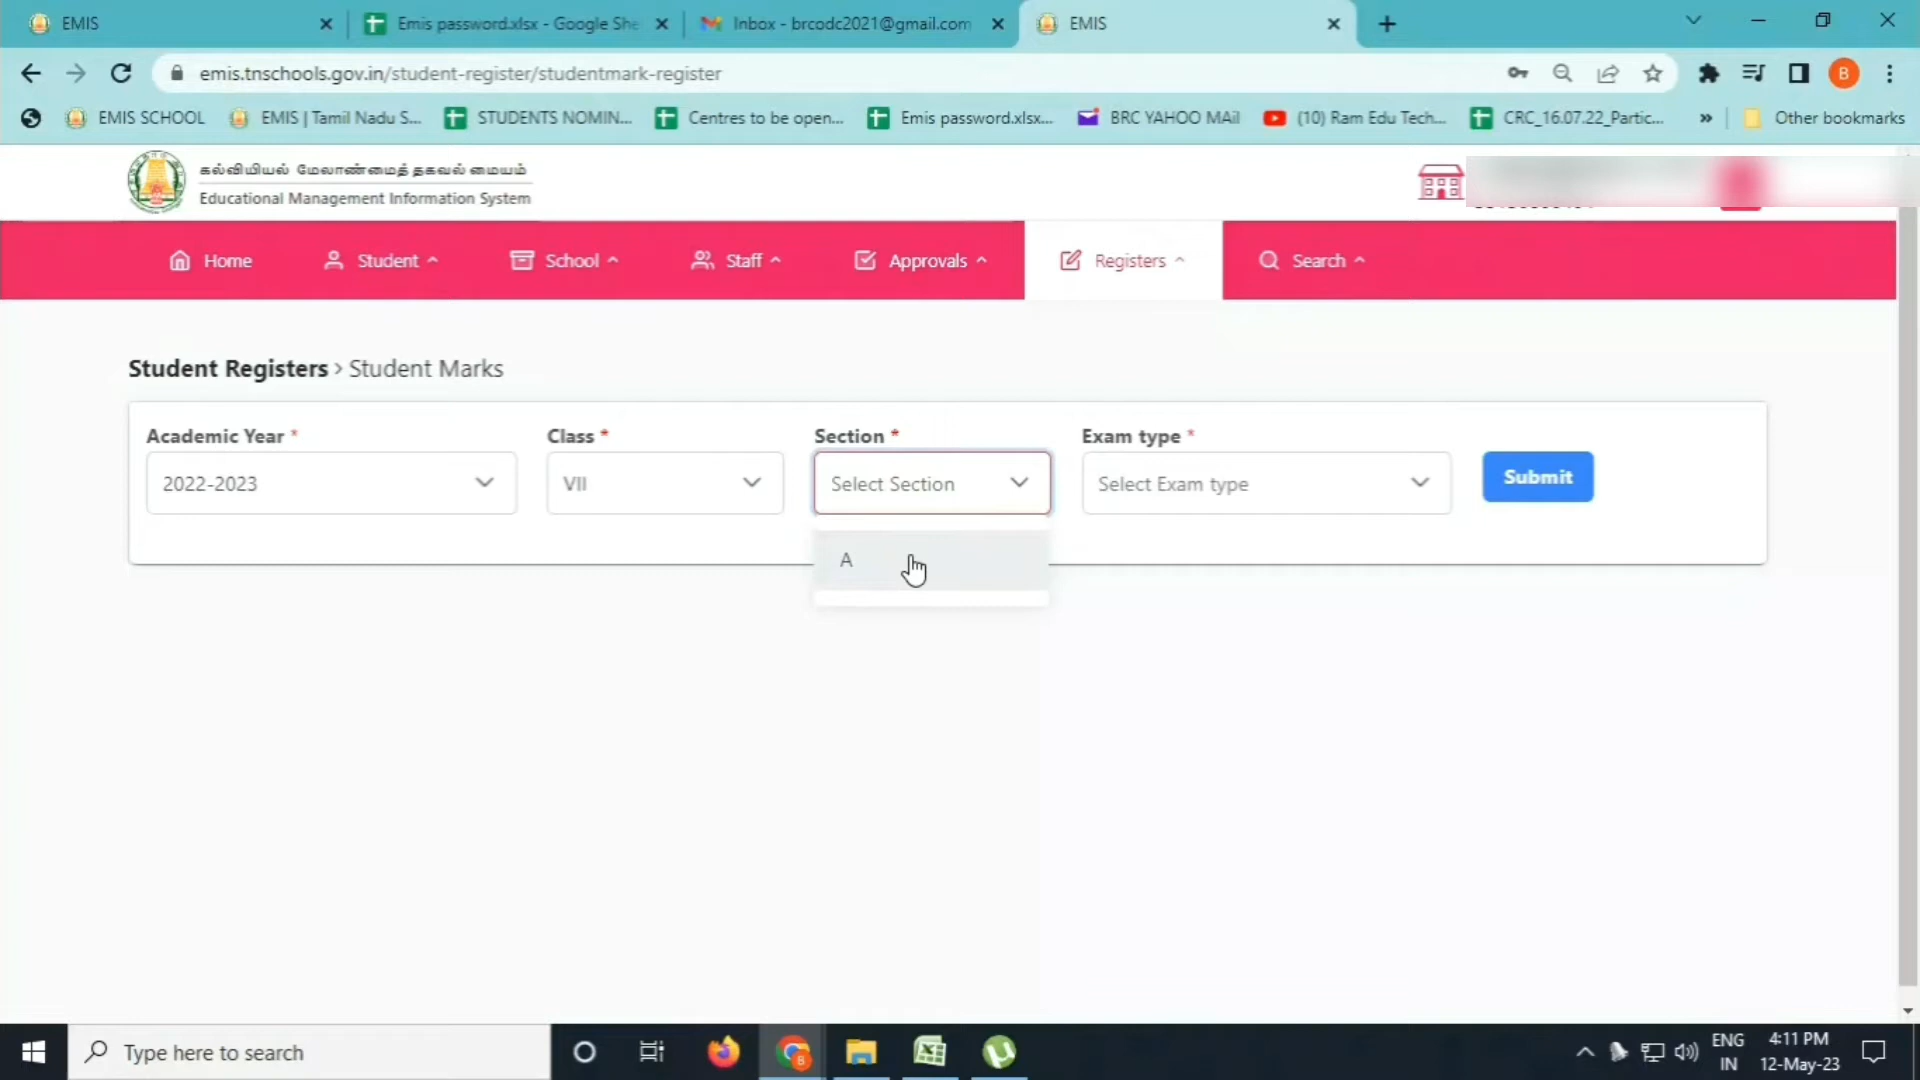 EMIS
Emis password.xlsx - Google She
Inbox - brcodc2021@gmail.com
EMIS
emis.tnschools.gov.in/student-register/studentmark-register
B
EMIS SCHOOL
EMIS | Tamil Nadu S...
STUDENTS NOMIN...
Centres to be open...
Emis password.xlsx...
BRC YAHOO MAil
(10) Ram Edu Tech...
CRC_16.07.22_Partic...
»
Other bookmarks
கல்வியியல் மேலாண்மைத் தகவல் மையம்
Educational Management Information System
Home
Student
School
Staff
Approvals
Registers
Search
Student Registers > Student Marks
Academic Year *
Class *
Section *
Exam type *
2022-2023
VII
Select Section
Select Exam type
Submit
A
Type here to search
ENG
IN
4:11 PM
12-May-23